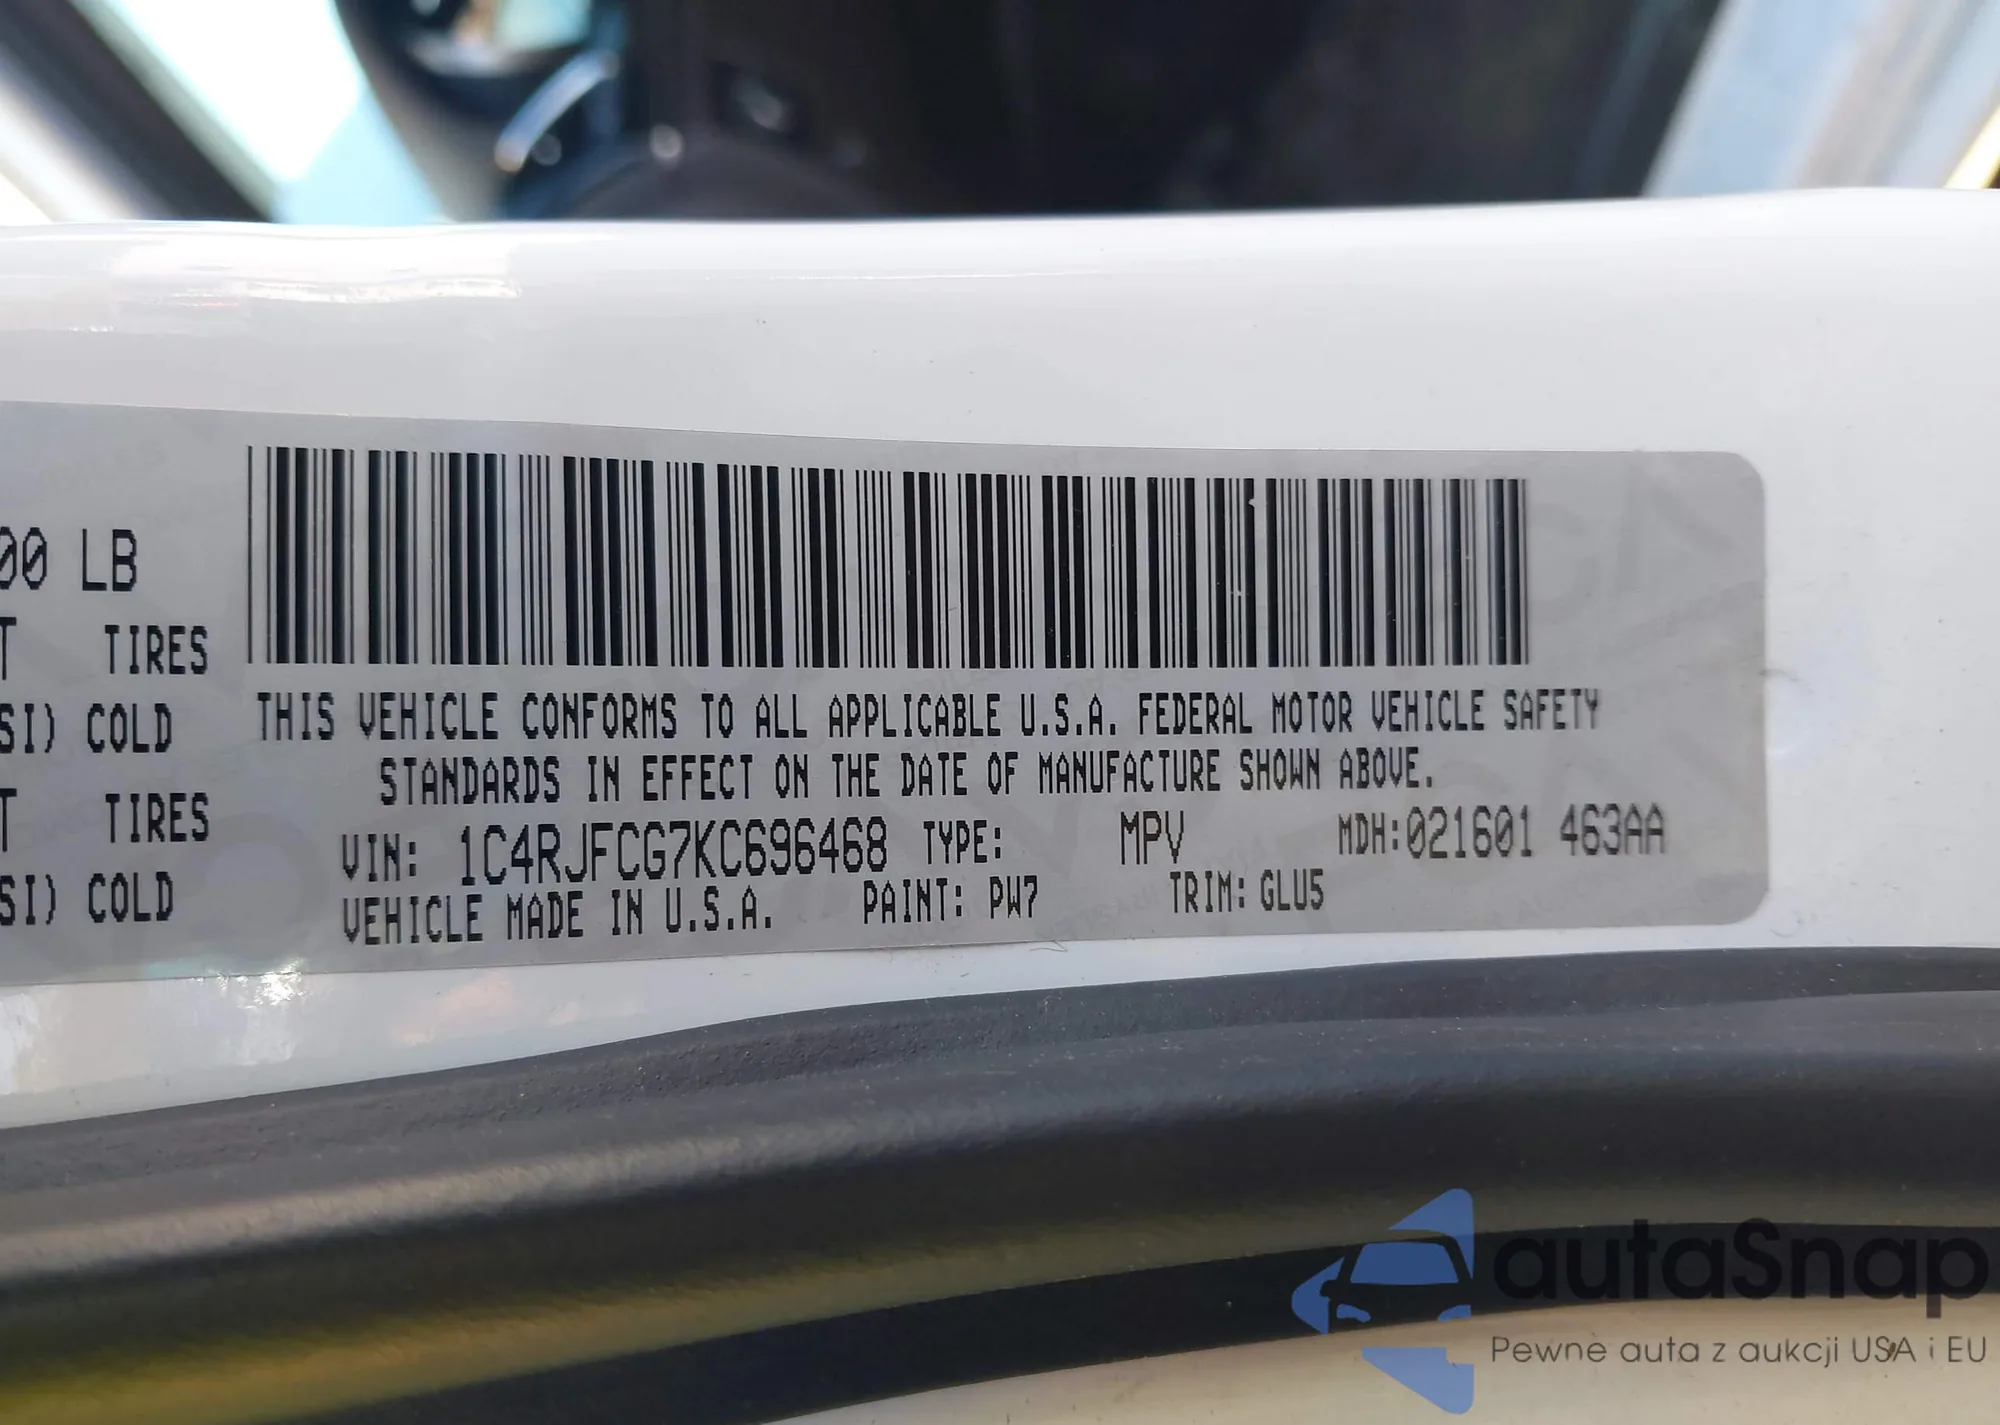 00 LB
T TIRES
SI) COLD
T TIRES
SI) COLD
THIS VEHICLE CONFORMS TO ALL APPLICABLE U.S.A. FEDERAL MOTOR VEHICLE SAFETY
STANDARDS IN EFFECT ON THE DATE OF MANUFACTURE SHOWN ABOVE.
VIN: 1C4RJFCG7KC696468 TYPE: MPV MDH:021601 463AA
VEHICLE MADE IN U.S.A. PAINT: PW7 TRIM: GLU5
autaSnap
Pewne auta z aukcji USA i EU